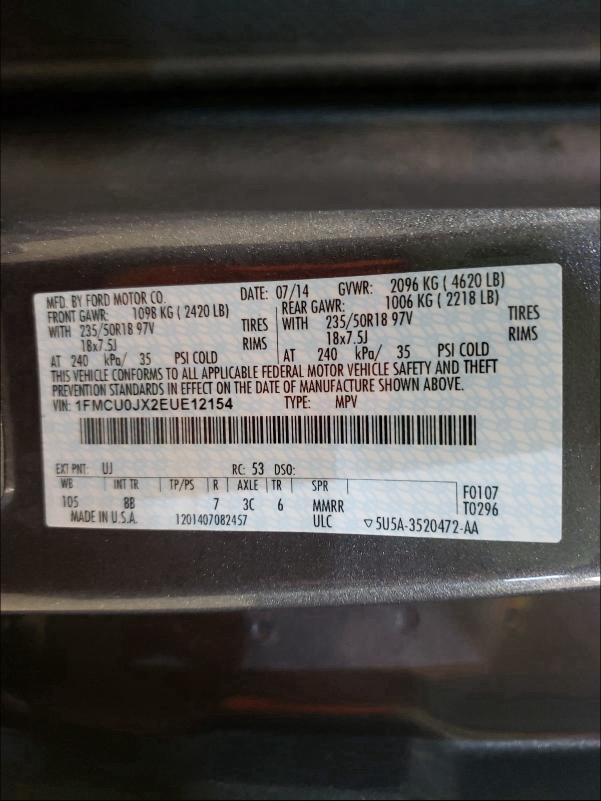 MFD. BY FORD MOTOR CO. DATE: 07/14 GVWR: 2096 KG ( 4620 LB)
FRONT GAWR: 1098 KG ( 2420 LB) REAR GAWR: 1006 KG ( 2218 LB)
WITH 235/50R18 97V TIRES WITH 235/50R18 97V TIRES
18x7.5J RIMS 18x7.5J RIMS
AT 240 kPa/ 35 PSI COLD AT 240 kPa/ 35 PSI COLD
THIS VEHICLE CONFORMS TO ALL APPLICABLE FEDERAL MOTOR VEHICLE SAFETY AND THEFT
PREVENTION STANDARDS IN EFFECT ON THE DATE OF MANUFACTURE SHOWN ABOVE.
VIN: 1FMCU0JX2EUE12154 TYPE: MPV
EXT PNT: UJ RC: 53 DSO:
WB INT TR TP/PS R AXLE TR SPR F0107
105 BB 7 3C 6 MMRR T0296
MADE IN U.S.A. 1201407082457 ULC ▽5U5A-3520472-AA